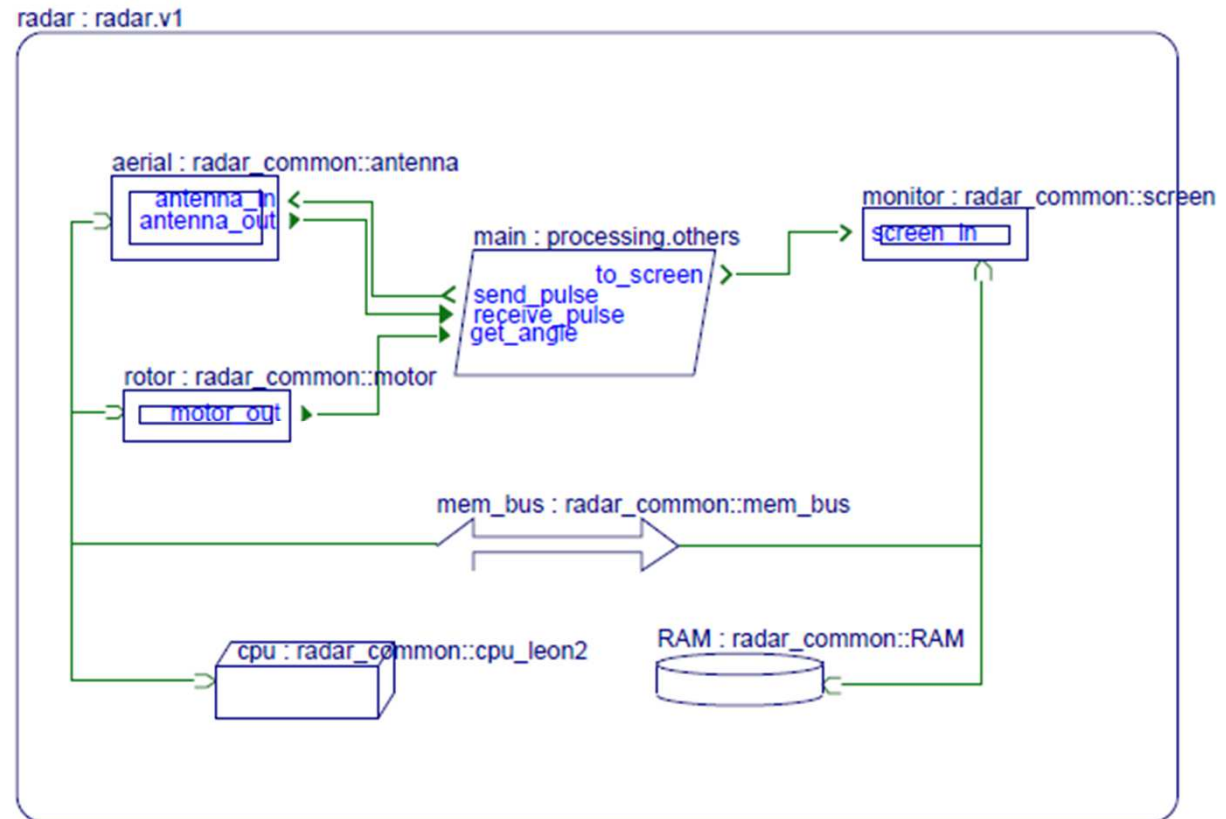 radar : radar.v1
aerial : radar_common::antenna
antenna_in
antenna_out
monitor : radar_common::screen
screen_in
main : processing.others
to_screen
send_pulse
receive_pulse
get_angle
rotor : radar_common::motor
motor_out
mem_bus : radar_common::mem_bus
cpu : radar_common::cpu_leon2
RAM : radar_common::RAM